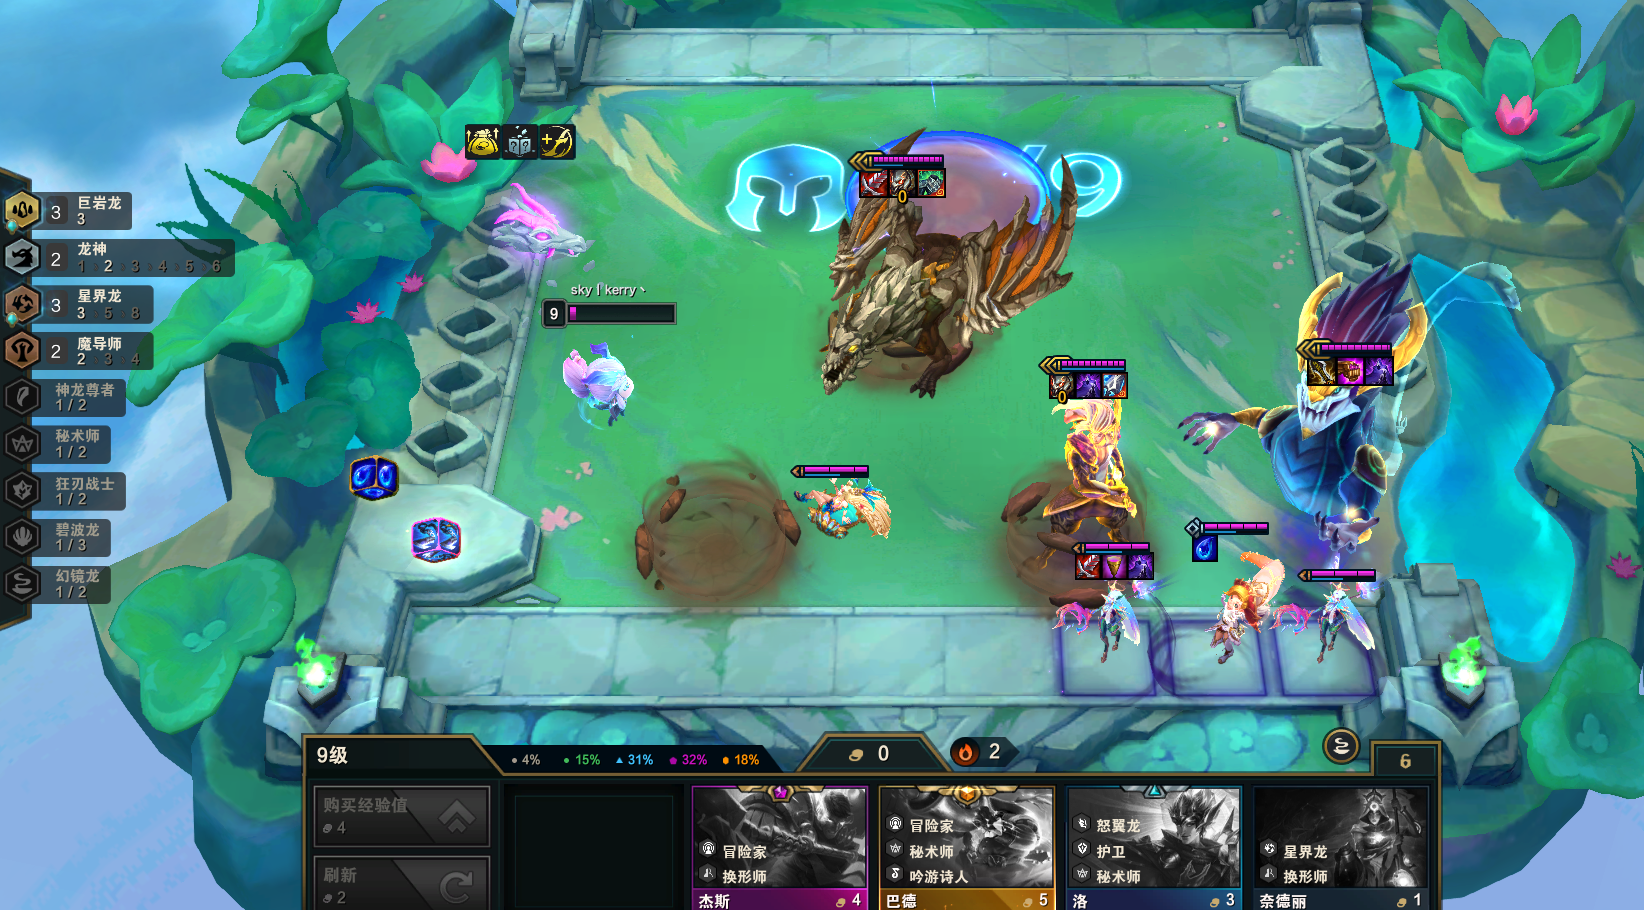 巨岩龙
3
3
龙神
2
1 2 3 4 5 6
星界龙
3
3 5 8
魔导师
2
2 3 4
神龙尊者
1 / 2
秘术师
1 / 2
狂刃战士
1 / 2
碧波龙
1 / 3
幻镜龙
1 / 2
sky丨kerry丶
9
0
0
9级
4%
15%
31%
32%
18%
0
2
6
购买经验值
4
刷新
2
冒险家
换形师
杰斯
4
冒险家
秘术师
吟游诗人
巴德
5
怒翼龙
护卫
秘术师
洛
3
星界龙
换形师
奈德丽
1